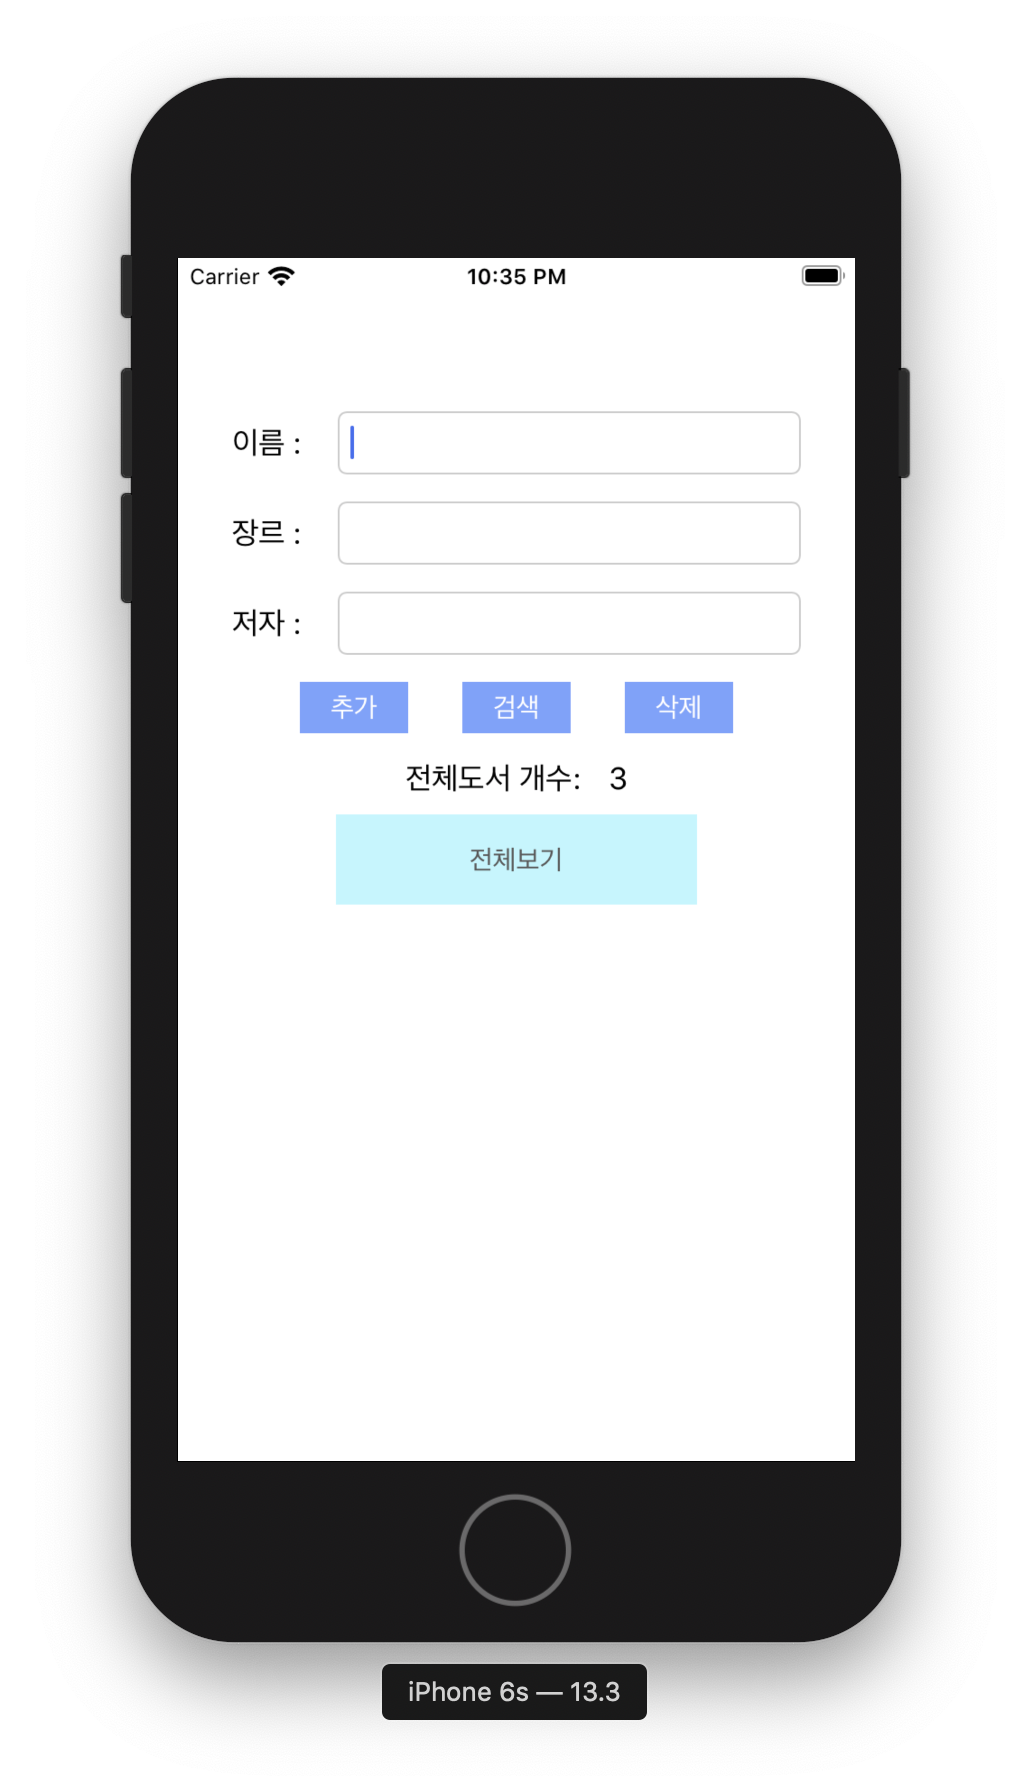 Carrier 10:35 PM
이름 :
장르 :
저자 :
추가 검색 삭제
전체도서 개수: 3
전체보기
iPhone 6s — 13.3